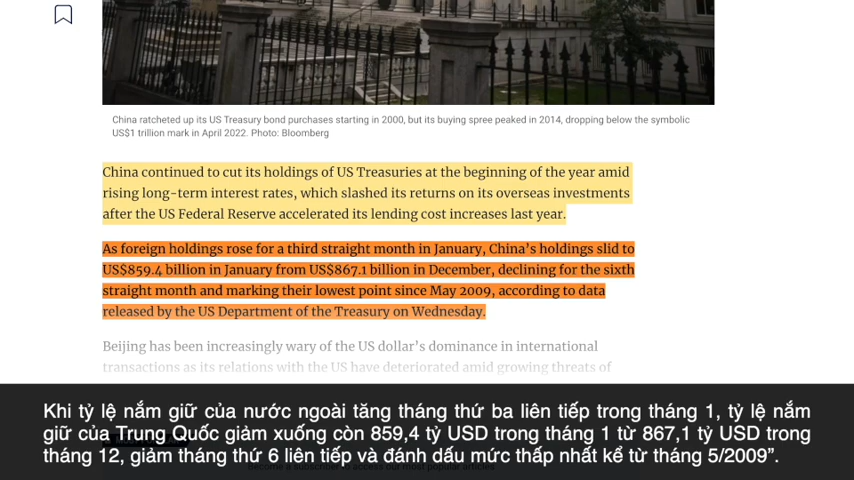 China ratcheted up its US Treasury bond purchases starting in 2000, but its buying spree peaked in 2014, dropping below the symbolic
US$1 trillion mark in April 2022. Photo: Bloomberg
China continued to cut its holdings of US Treasuries at the beginning of the year amid
rising long-term interest rates, which slashed its returns on its overseas investments
after the US Federal Reserve accelerated its lending cost increases last year.
As foreign holdings rose for a third straight month in January, China's holdings slid to
US$859.4 billion in January from US$867.1 billion in December, declining for the sixth
straight month and marking their lowest point since May 2009, according to data
released by the US Department of the Treasury on Wednesday.
Beijing has been increasingly wary of the US dollar's dominance in international
transactions as its relations with the US have deteriorated amid growing threats of
Khi tỷ lệ nắm giữ của nước ngoài tăng tháng thứ ba liên tiếp trong tháng 1, tỷ lệ nắm
giữ của Trung Quốc giảm xuống còn 859,4 tỷ USD trong tháng 1 từ 867,1 tỷ USD trong
tháng 12, giảm tháng thứ 6 liên tiếp và đánh dấu mức thấp nhất kể từ tháng 5/2009”.
Become a subscriber to access our most popular articles